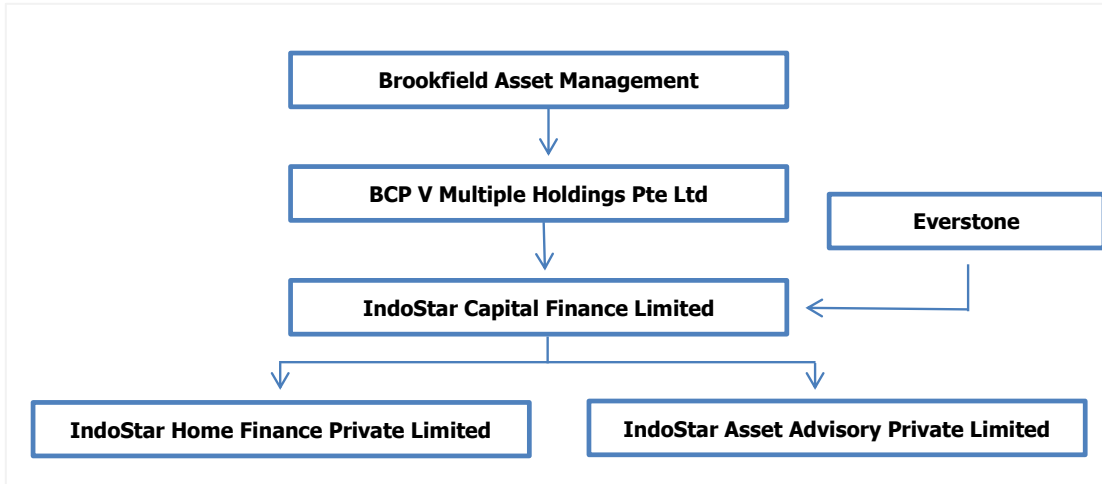 Brookfield Asset Management
BCP V Multiple Holdings Pte Ltd
Everstone
IndoStar Capital Finance Limited
IndoStar Home Finance Private Limited
IndoStar Asset Advisory Private Limited